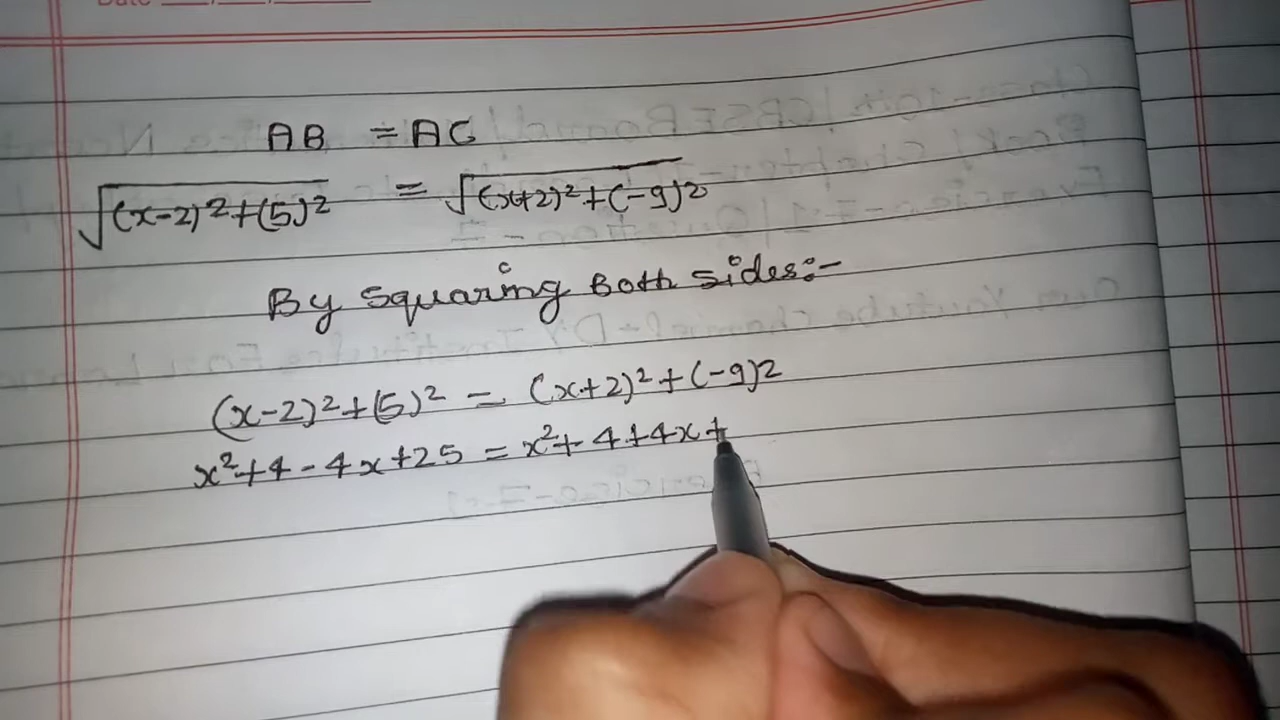 Date
AB = AC
√(x-2)²+(5)² = √(x+2)²+(-9)²
By Squaring Both sides:-
(x-2)²+(5)² = (x+2)²+(-9)²
x²+4-4x+25 = x²+4+4x+